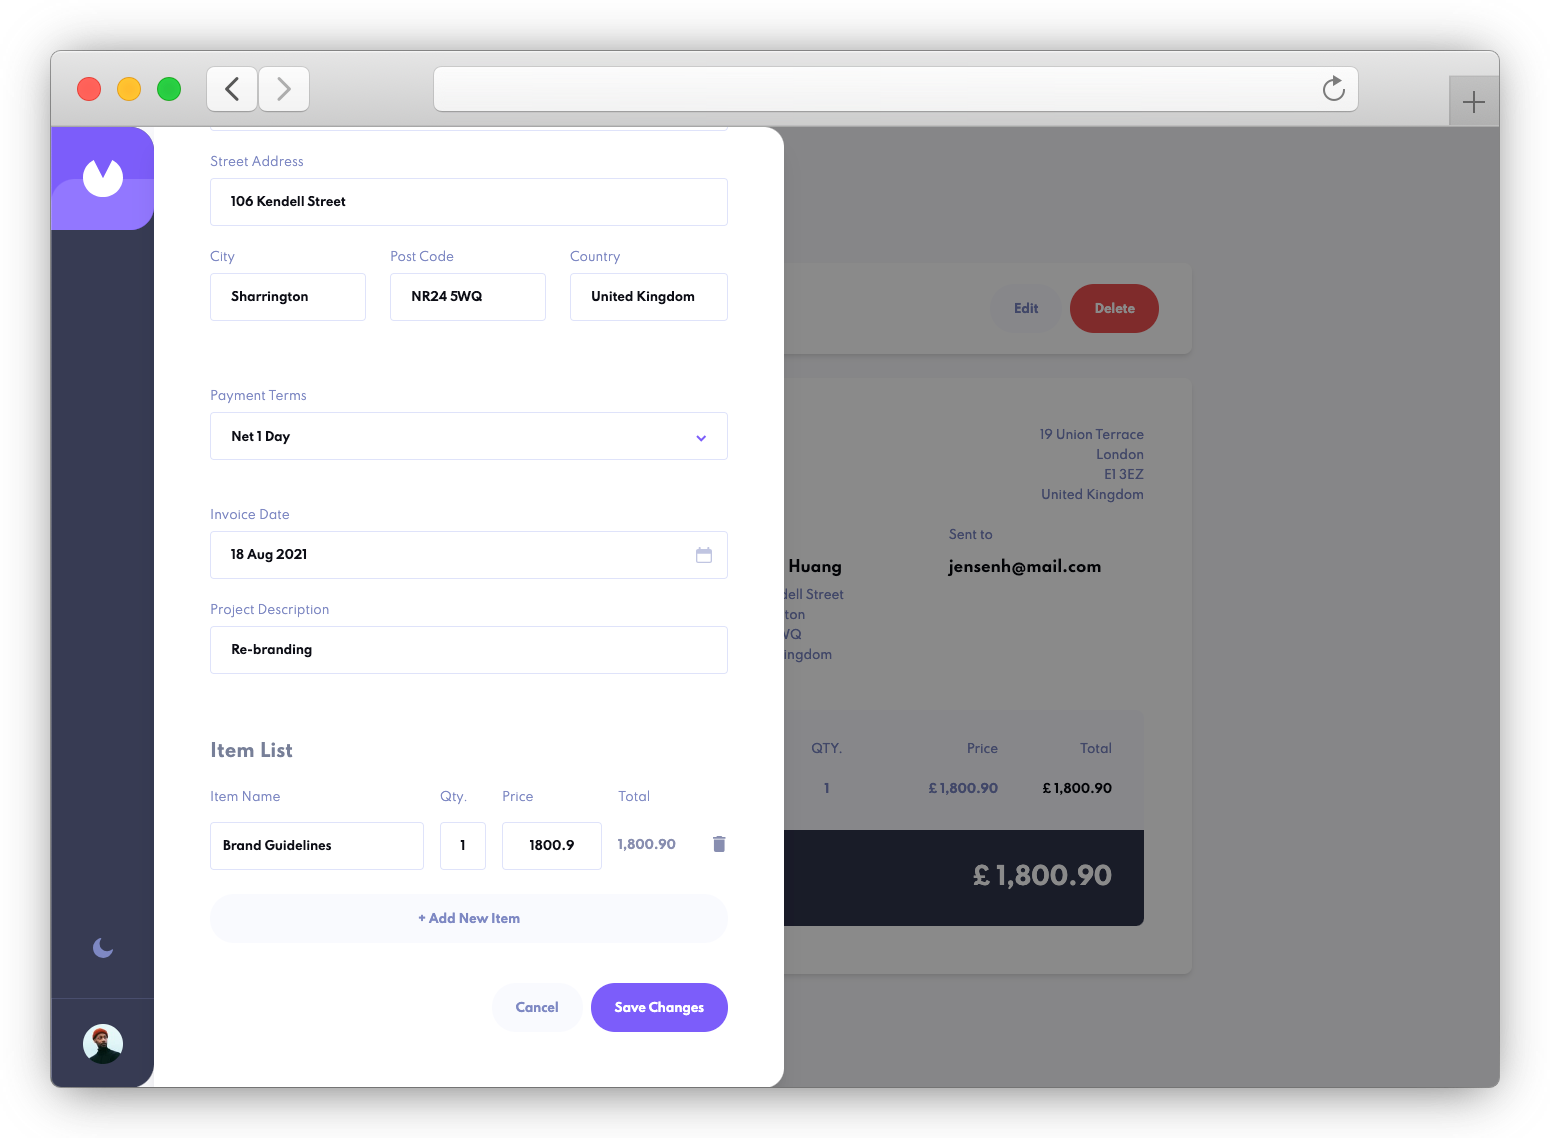 Street Address
106 Kendell Street
City Post Code Country
Sharrington NR24 5WQ United Kingdom
Payment Terms
Net 1 Day
Invoice Date
18 Aug 2021
Project Description
Re-branding
Item List
Item Name Qty. Price Total
Brand Guidelines 1 1800.9 1,800.90
+ Add New Item
Cancel Save Changes
Edit Delete
19 Union Terrace
London
E1 3EZ
United Kingdom
Sent to
Huang jensenh@mail.com
dell Street
ton
WQ
ingdom
QTY. Price Total
1 £ 1,800.90 £ 1,800.90
£ 1,800.90